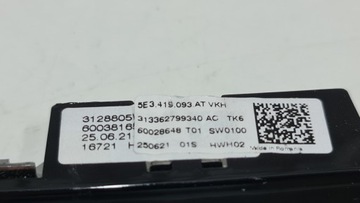 5E3.419.093.AT VKH
3128805
313362799340 AC TK6
6003816
60028648 T01 SW0100
25.06.21
250621 01S HWH02
16721 H
Made in Romania